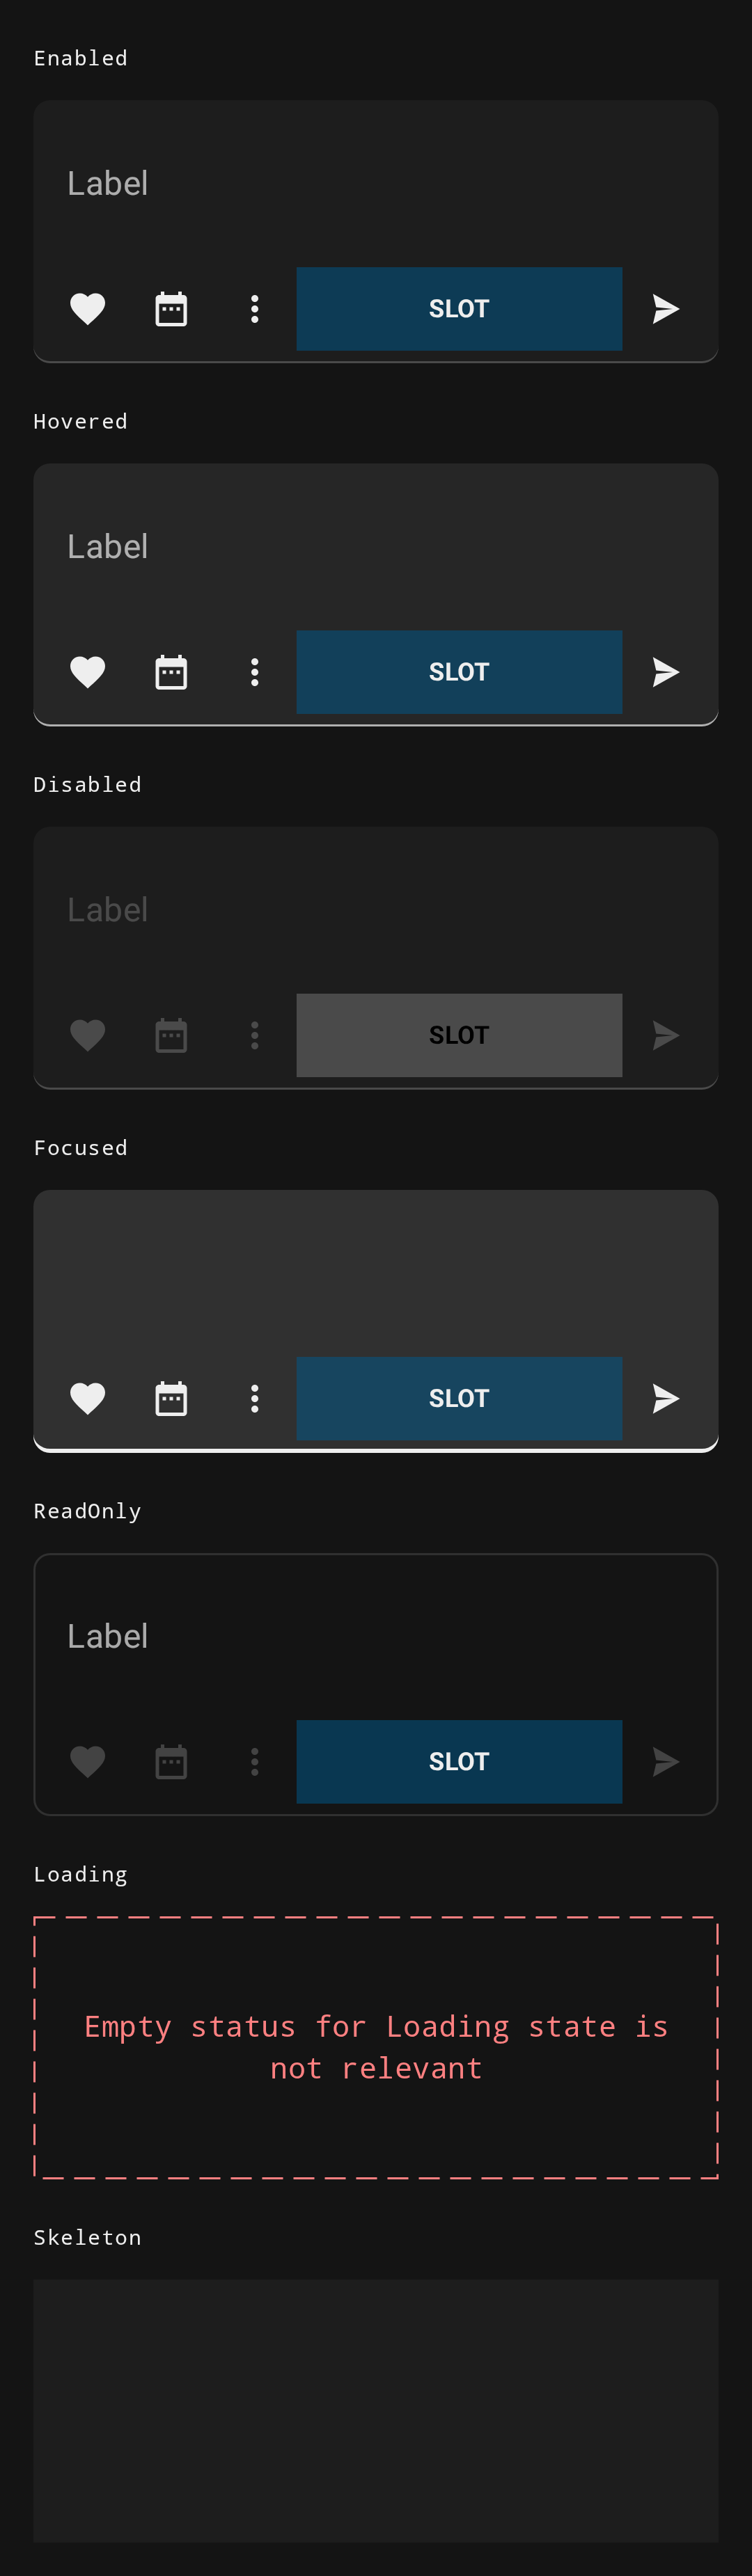 Enabled
Label
SLOT
Hovered
Label
SLOT
Disabled
Label
SLOT
Focused
SLOT
ReadOnly
Label
SLOT
Loading
Empty status for Loading state is
not relevant
Skeleton